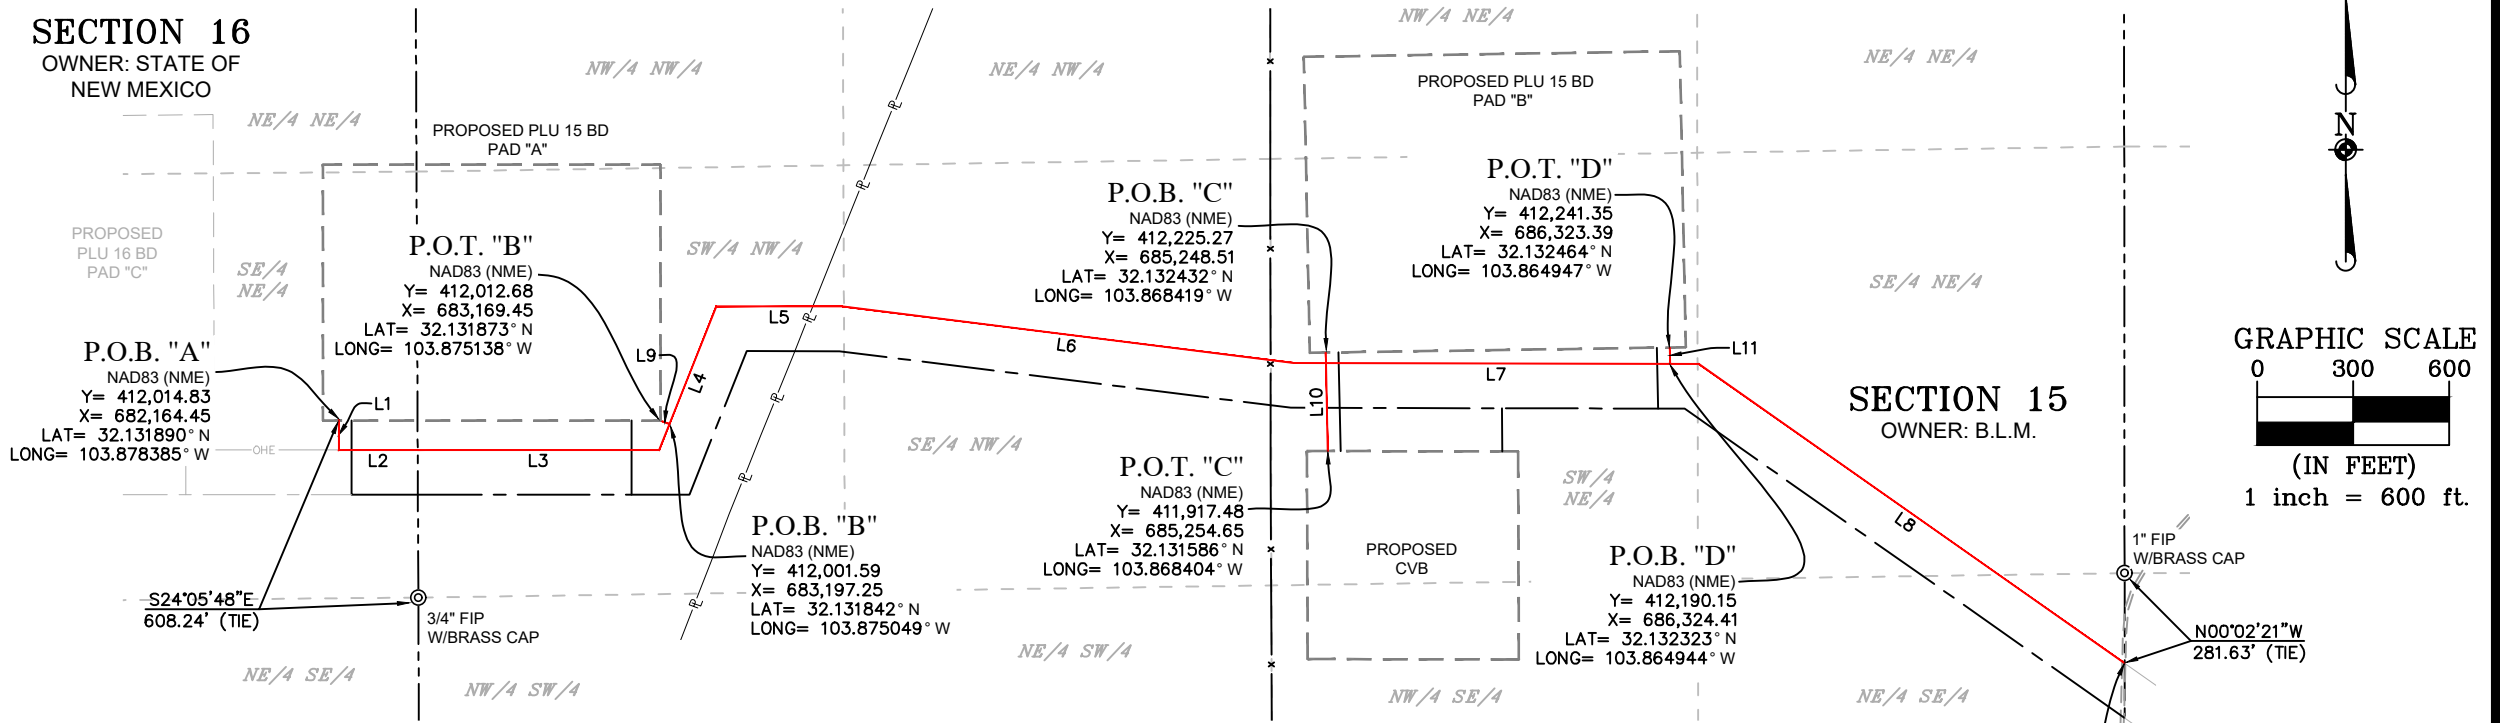 SECTION 16
OWNER: STATE OF
NEW MEXICO
NE/4 NE/4
NW/4 NW/4
NE/4 NW/4
NW/4 NE/4
NE/4 NE/4
PROPOSED PLU 15 BD
PAD "A"
PROPOSED PLU 15 BD
PAD "B"
N
PROPOSED
PLU 16 BD
PAD "C"
SE/4
NE/4
P.O.T. "B"
NAD83 (NME)
Y= 412,012.68
X= 683,169.45
LAT= 32.131873° N
LONG= 103.875138° W
SW/4 NW/4
P.O.B. "C"
NAD83 (NME)
Y= 412,225.27
X= 685,248.51
LAT= 32.132432° N
LONG= 103.868419° W
P.O.T. "D"
NAD83 (NME)
Y= 412,241.35
X= 686,323.39
LAT= 32.132464° N
LONG= 103.864947° W
SE/4 NE/4
P.O.B. "A"
NAD83 (NME)
Y= 412,014.83
X= 682,164.45
LAT= 32.131890° N
LONG= 103.878385° W
L1
L2
L3
L9
L4
L5
L6
L7
L10
L11
L8
OHE
PL
PL
PL
PL
PL
PL
x
x
x
x
x
GRAPHIC SCALE
0 300 600
(IN FEET)
1 inch = 600 ft.
SECTION 15
OWNER: B.L.M.
SE/4 NW/4
SW/4
NE/4
P.O.T. "C"
NAD83 (NME)
Y= 411,917.48
X= 685,254.65
LAT= 32.131586° N
LONG= 103.868404° W
P.O.B. "B"
NAD83 (NME)
Y= 412,001.59
X= 683,197.25
LAT= 32.131842° N
LONG= 103.875049° W
PROPOSED
CVB
P.O.B. "D"
NAD83 (NME)
Y= 412,190.15
X= 686,324.41
LAT= 32.132323° N
LONG= 103.864944° W
1" FIP
W/BRASS CAP
S24°05'48"E
608.24' (TIE)
3/4" FIP
W/BRASS CAP
N00°02'21"W
281.63' (TIE)
NE/4 SE/4
NW/4 SW/4
NE/4 SW/4
NW/4 SE/4
NE/4 SE/4